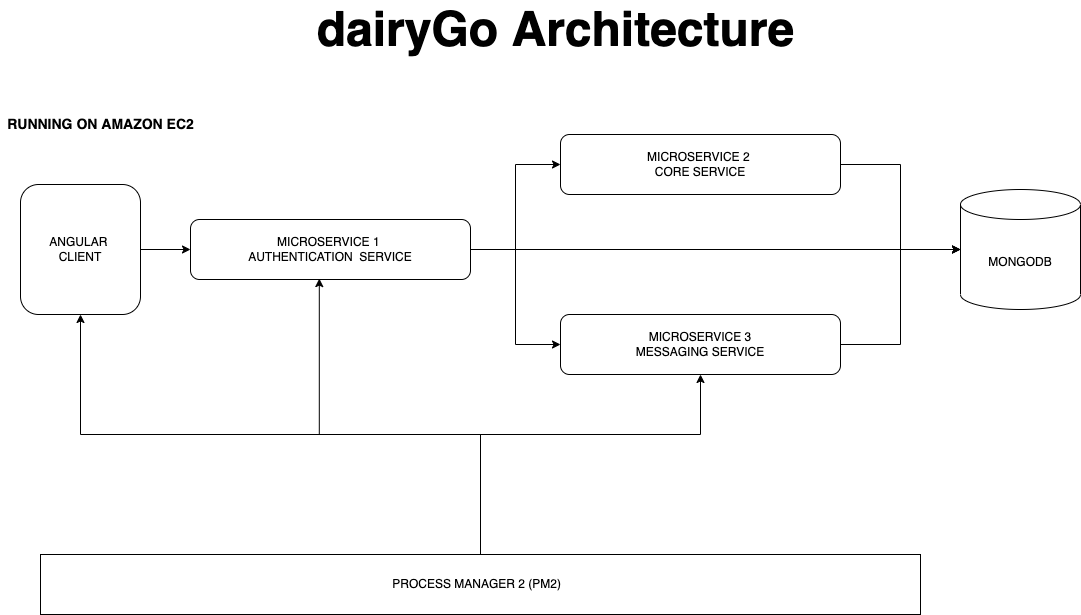 dairyGo Architecture
RUNNING ON AMAZON EC2
MICROSERVICE 2
CORE SERVICE
ANGULAR
CLIENT
MICROSERVICE 1
AUTHENTICATION  SERVICE
MONGODB
MICROSERVICE 3
MESSAGING SERVICE
PROCESS MANAGER 2 (PM2)